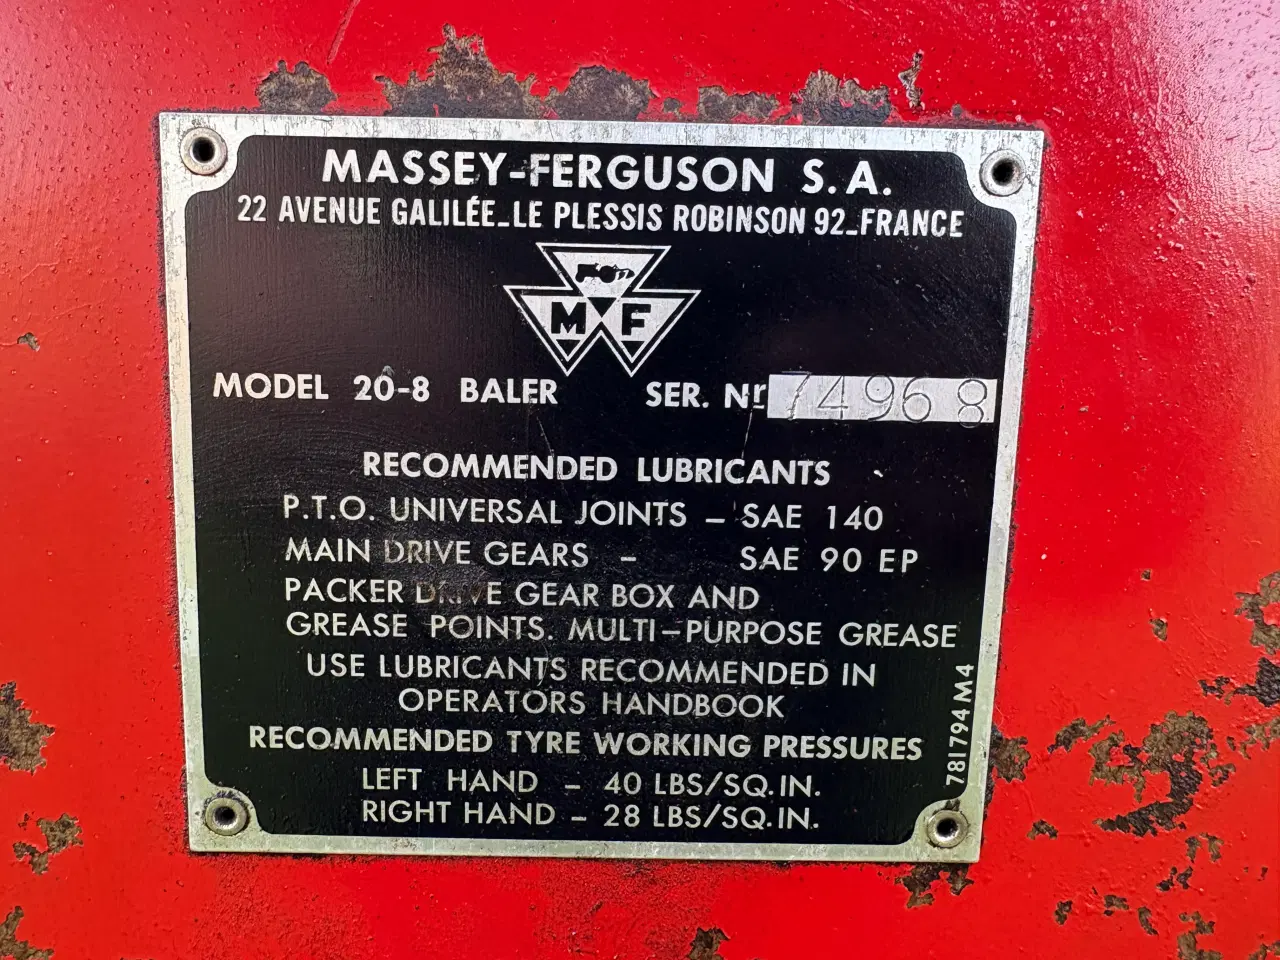 MASSEY-FERGUSON S.A.
22 AVENUE GALILÉE_LE PLESSIS ROBINSON 92_FRANCE
M F
MODEL 20-8 BALER SER. Nr 74968
RECOMMENDED LUBRICANTS
P.T.O. UNIVERSAL JOINTS – SAE 140
MAIN DRIVE GEARS – SAE 90 EP
PACKER DRIVE GEAR BOX AND
GREASE POINTS. MULTI–PURPOSE GREASE
USE LUBRICANTS RECOMMENDED IN
OPERATORS HANDBOOK
RECOMMENDED TYRE WORKING PRESSURES
LEFT HAND – 40 LBS/SQ.IN.
RIGHT HAND – 28 LBS/SQ.IN.
781794 M4